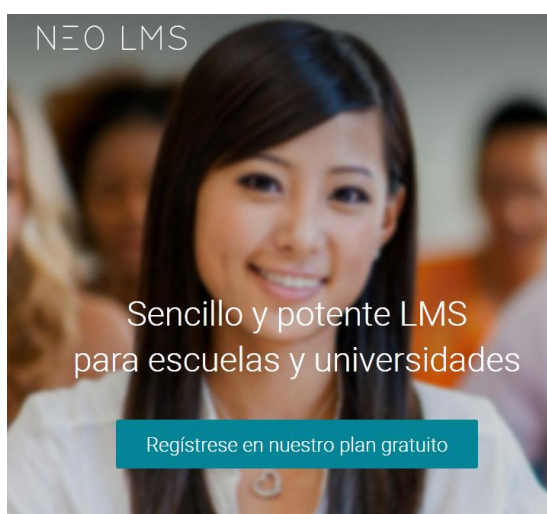 NEO LMS
Sencillo y potente LMS
para escuelas y universidades
Regístrese en nuestro plan gratuito